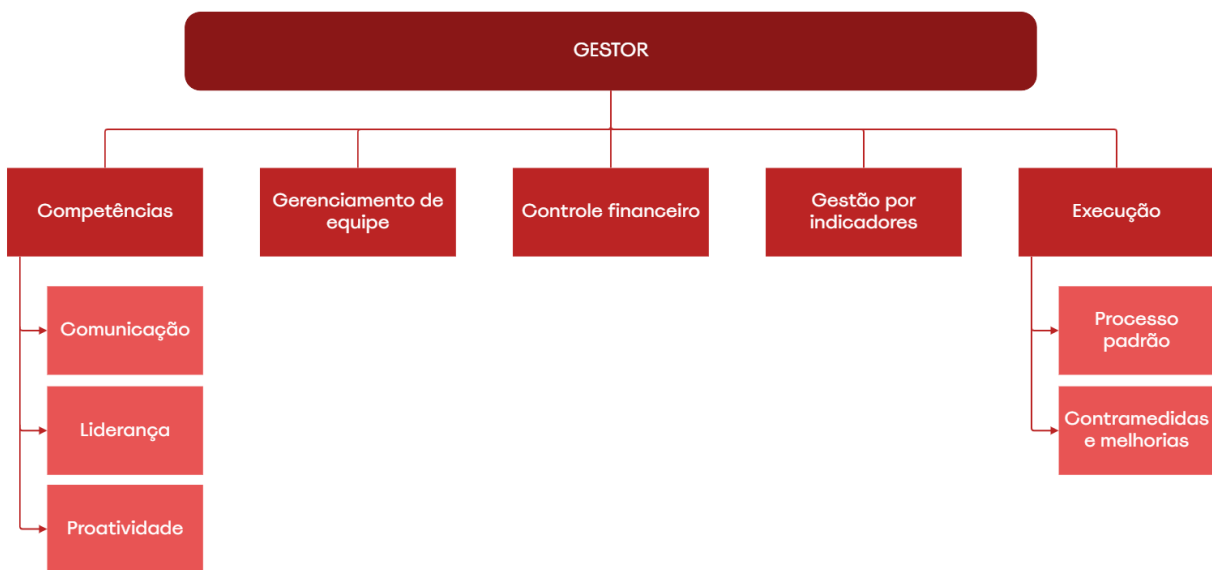 GESTOR
Competências
Gerenciamento de
equipe
Controle financeiro
Gestão por
indicadores
Execução
Comunicação
Liderança
Proatividade
Processo
padrão
Contramedidas
e melhorias